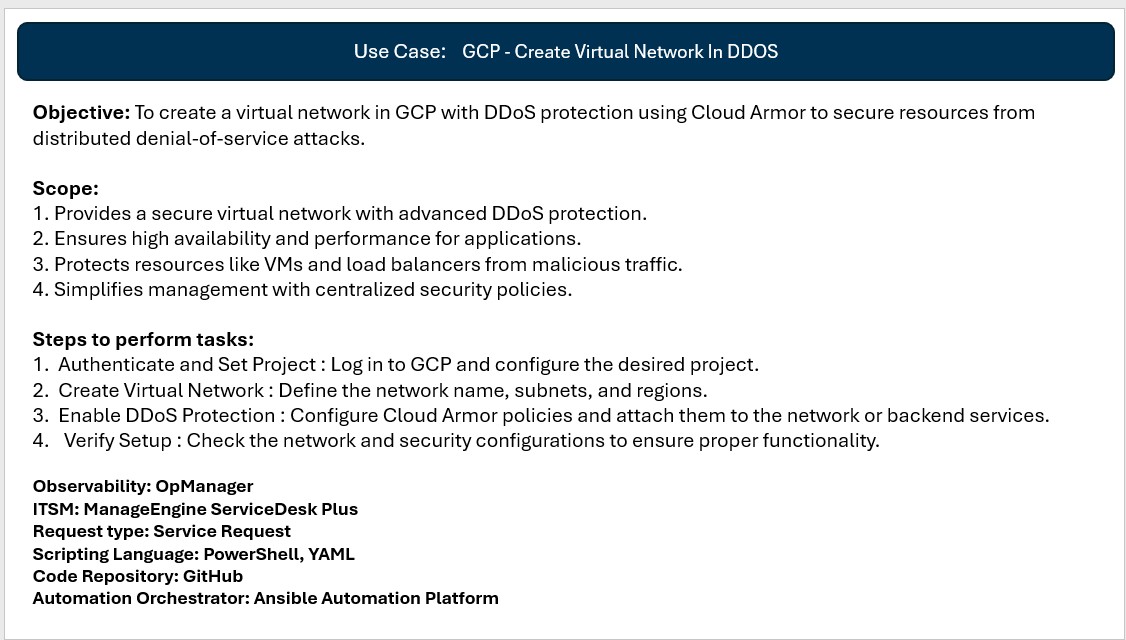 Use Case: GCP - Create Virtual Network In DDOS
Objective: To create a virtual network in GCP with DDoS protection using Cloud Armor to secure resources from
distributed denial-of-service attacks.
Scope:
1. Provides a secure virtual network with advanced DDoS protection.
2. Ensures high availability and performance for applications.
3. Protects resources like VMs and load balancers from malicious traffic.
4. Simplifies management with centralized security policies.
Steps to perform tasks:
1. Authenticate and Set Project : Log in to GCP and configure the desired project.
2. Create Virtual Network : Define the network name, subnets, and regions.
3. Enable DDoS Protection : Configure Cloud Armor policies and attach them to the network or backend services.
4. Verify Setup : Check the network and security configurations to ensure proper functionality.
Observability: OpManager
ITSM: ManageEngine ServiceDesk Plus
Request type: Service Request
Scripting Language: PowerShell, YAML
Code Repository: GitHub
Automation Orchestrator: Ansible Automation Platform